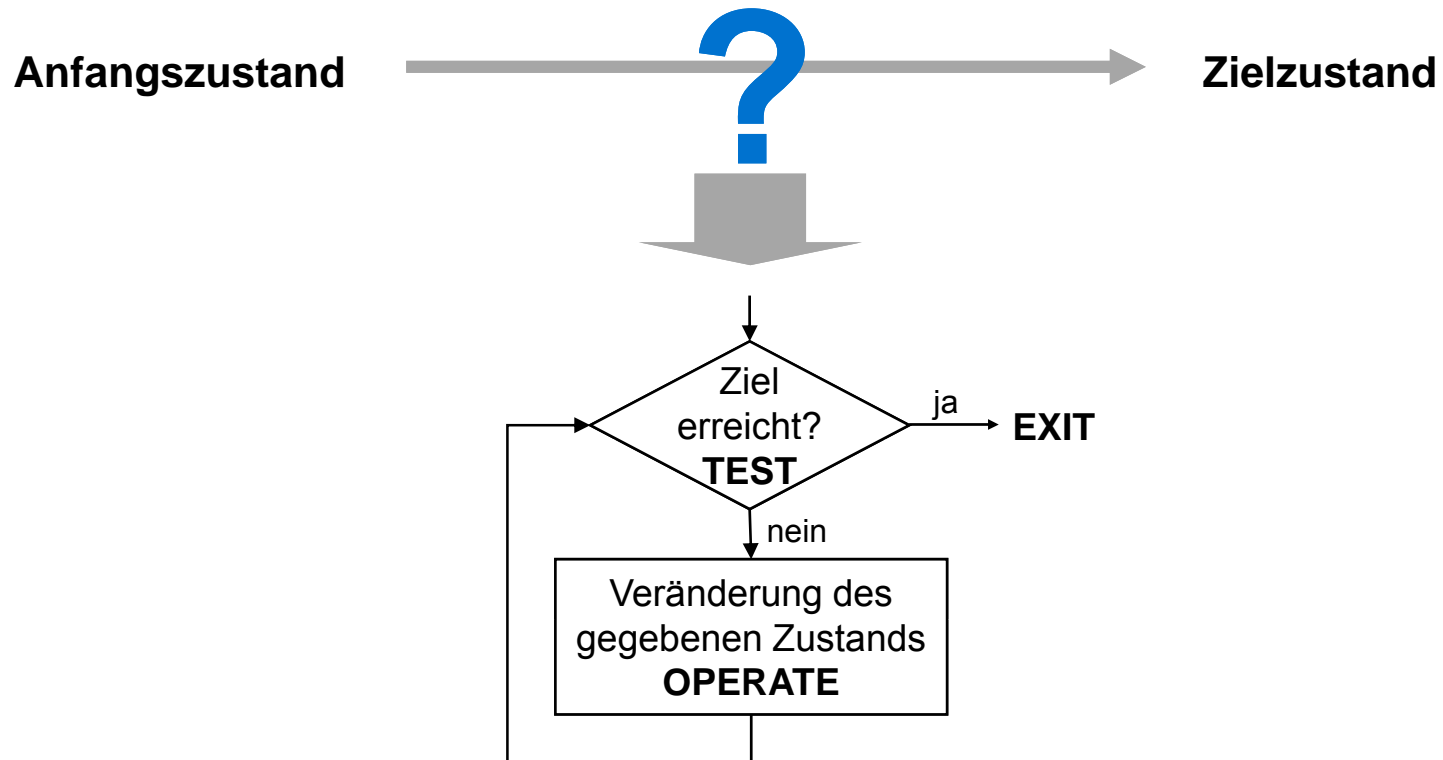 ?
Anfangszustand
Zielzustand
Ziel
erreicht?
TEST
ja
EXIT
nein
Veränderung des
gegebenen Zustands
OPERATE